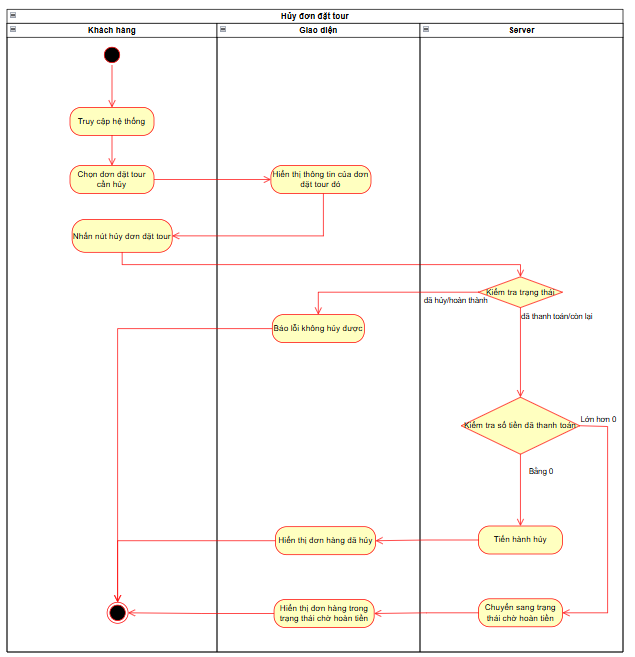 Hủy đơn đặt tour
Khách hàng
Giao diện
Server
Truy cập hệ thống
Chọn đơn đặt tour
cần hủy
Hiển thị thông tin của đơn
đặt tour đó
Nhấn nút hủy đơn đặt tour
Kiểm tra trạng thái
đã hủy/hoàn thành
đã thanh toán/còn lại
Báo lỗi không hủy được
Kiểm tra số tiền đã thanh toán
Lớn hơn 0
Bằng 0
Hiển thị đơn hàng đã hủy
Tiến hành hủy
Hiển thị đơn hàng trong
trạng thái chờ hoàn tiền
Chuyển sang trạng
thái chờ hoàn tiền